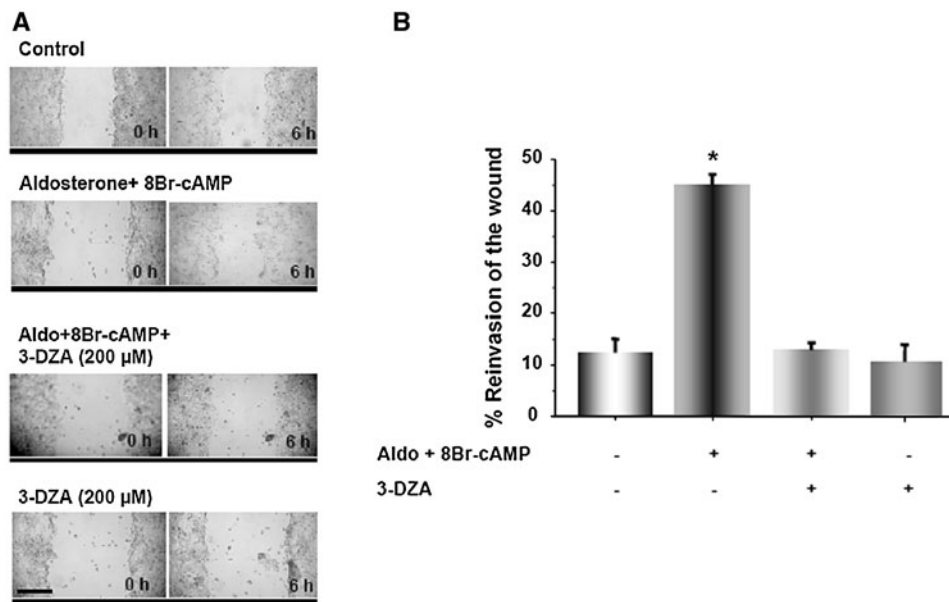 A
Control
0 h
6 h
Aldosterone+ 8Br-cAMP
0 h
6 h
Aldo+8Br-cAMP+
3-DZA (200 µM)
0 h
6 h
3-DZA (200 µM)
0 h
6 h
B
% Reinvasion of the wound
50
40
30
20
10
0
*
Aldo + 8Br-cAMP - + + -
3-DZA - - + +